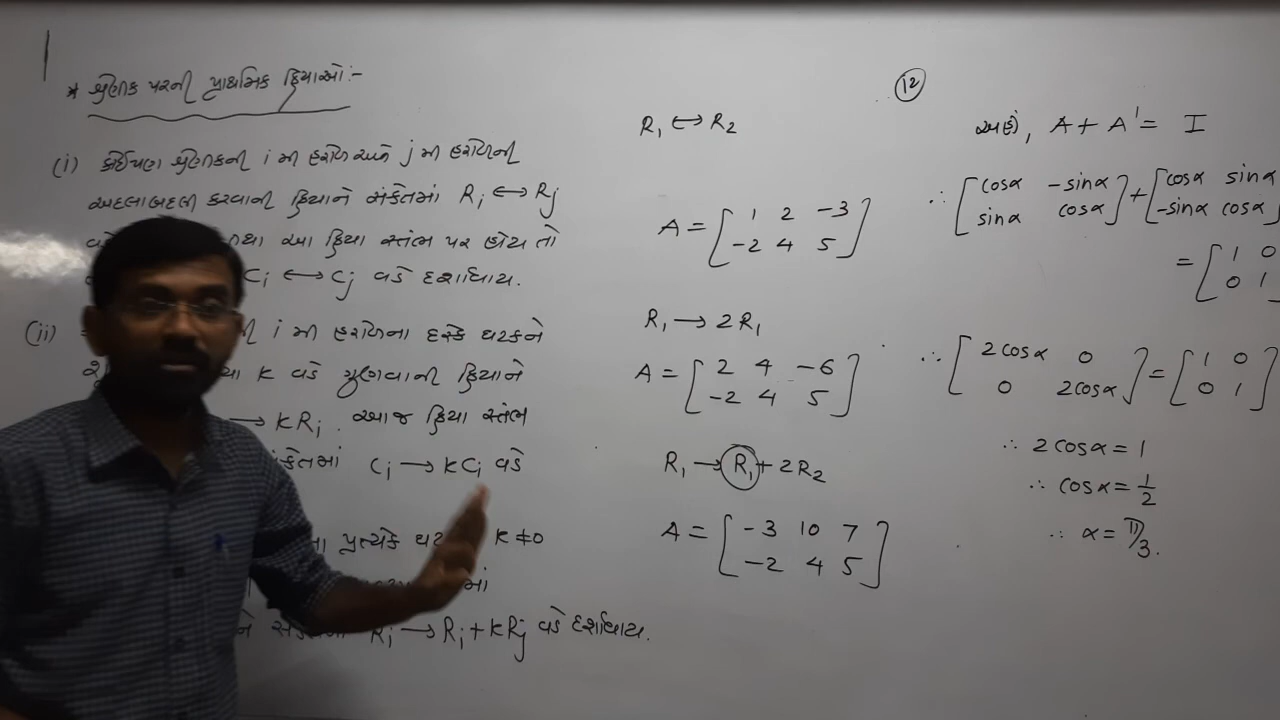 * શ્રેણીક પરની પ્રાથમિક ક્રિયાઓ:-
(i) કોઈપણ શ્રેણીકની i મી હરોળ અને j મી હરોળની
અદલાબદલી કરવાની ક્રિયાને સંકેતમાં Rᵢ ↔ Rⱼ
આ ક્રિયા સ્તંભ પર હોય તો
Cᵢ ↔ Cⱼ વડે દર્શાવાય.
(ii) i મી હરોળના દરેક ઘટકને
K વડે ગુણવાની ક્રિયાને
→ KRᵢ. આજ ક્રિયા સ્તંભ
Cᵢ → KCᵢ વડે
પ્રત્યેક K ≠ 0
Rᵢ → Rᵢ + KRⱼ વડે દર્શાવાય.
R₁ ↔ R₂
A = [ 1 2 -3
-2 4 5 ]
R₁ → 2R₁
A = [ 2 4 -6
-2 4 5 ]
R₁ → R₁ + 2R₂
A = [ -3 10 7
-2 4 5 ]
12
અહીં, A + A' = I
∴ [ cosα -sinα
sinα cosα ] + [ cosα sinα
-sinα cosα
= [ 1 0
0 1
∴ [ 2cosα 0
0 2cosα ] = [ 1 0
0 1 ]
∴ 2cosα = 1
∴ cosα = 1/2
∴ α = π/3.